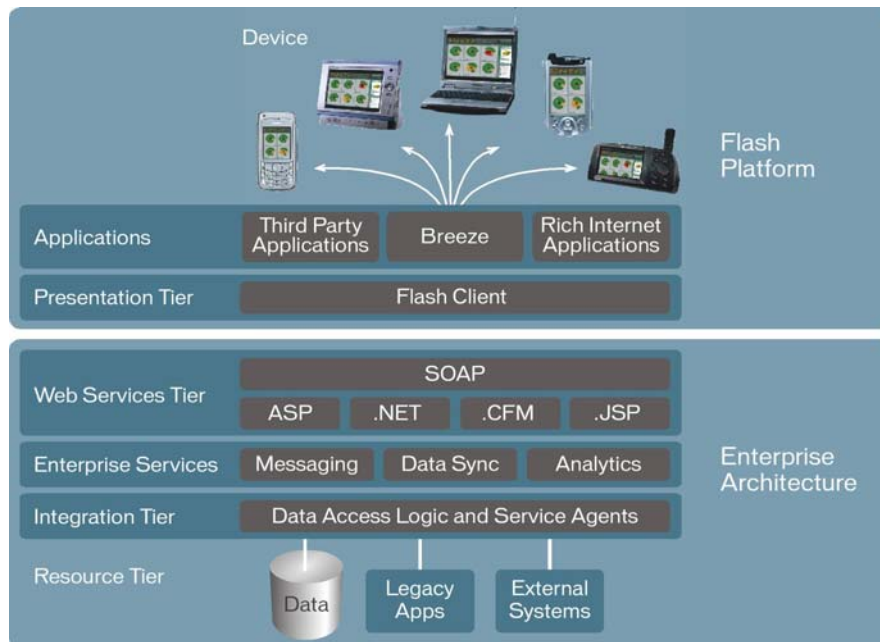 Device
Flash
Platform
Applications
Third Party
Applications
Breeze
Rich Internet
Applications
Presentation Tier
Flash Client
Web Services Tier
SOAP
ASP
.NET
.CFM
.JSP
Enterprise Services
Messaging
Data Sync
Analytics
Enterprise
Architecture
Integration Tier
Data Access Logic and Service Agents
Resource Tier
Data
Legacy
Apps
External
Systems